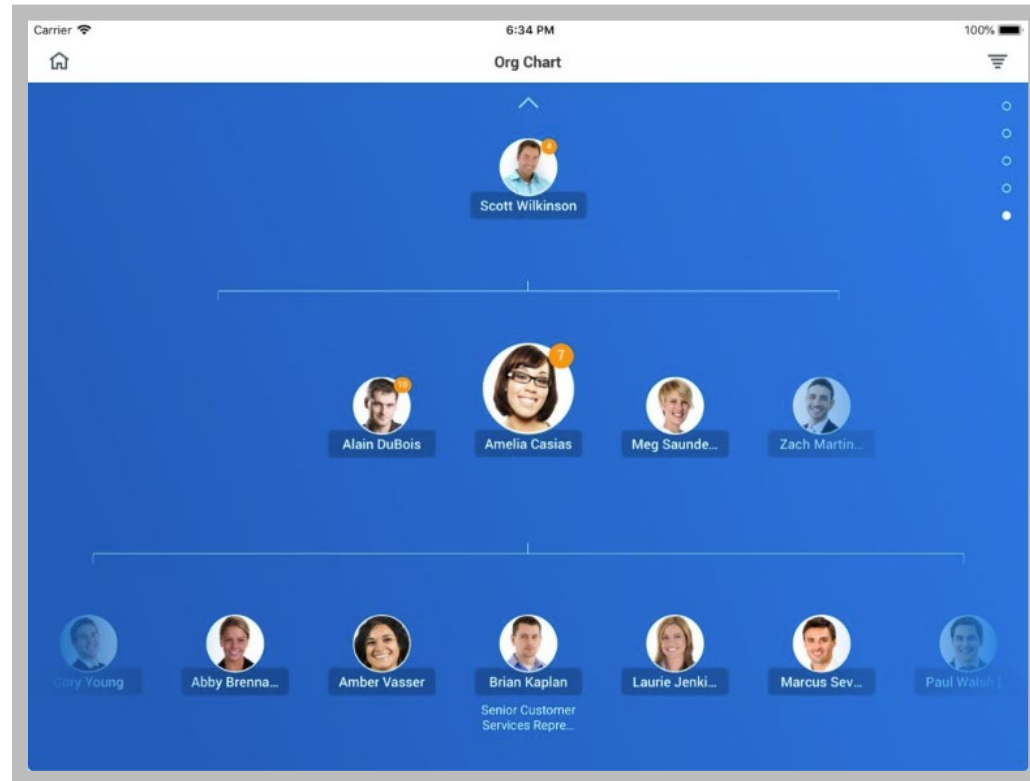 Carrier
6:34 PM
100%
Org Chart
4
Scott Wilkinson
10
7
Alain DuBois
Amelia Casias
Meg Saunde...
Zach Martin...
Cory Young
Abby Brenna...
Amber Vasser
Brian Kaplan
Laurie Jenki...
Marcus Sev...
Paul Walsh
Senior Customer
Services Repre...